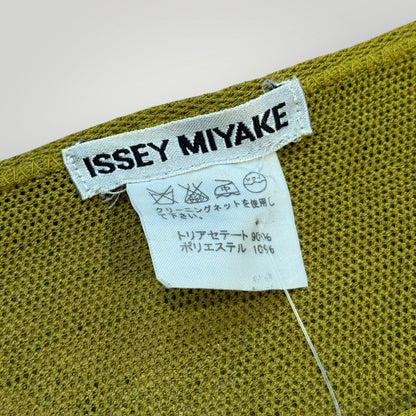 ISSEY MIYAKE
クリーニングネットを使用し
て下さい。
トリアセテート 90%
ポリエステル 10%